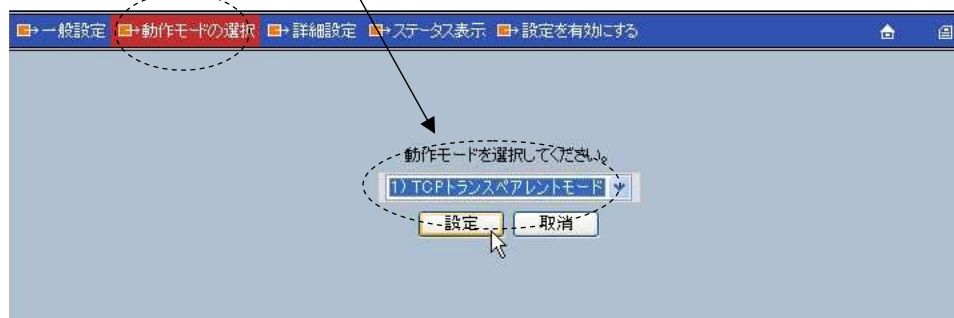 一般設定 動作モードの選択 詳細設定 ステータス表示 設定を有効にする
動作モードを選択してください。
1) TCPトランスペアレントモード
設定 取消